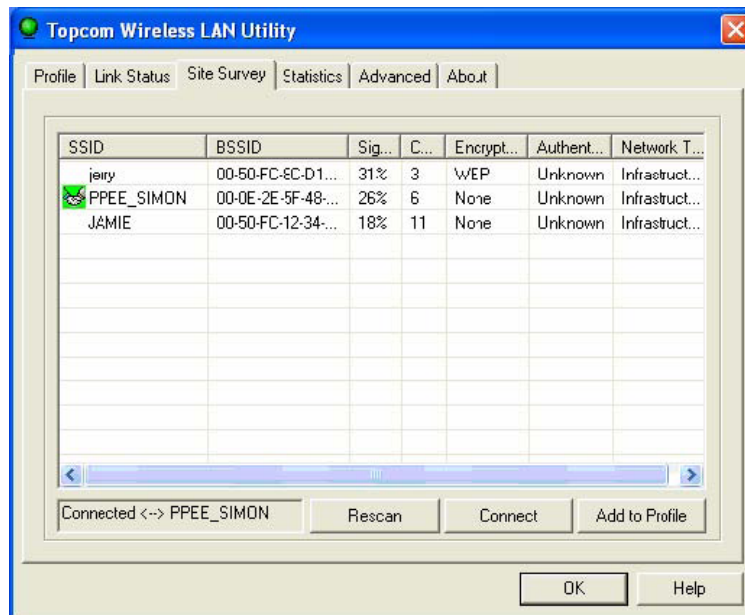 Topcom Wireless LAN Utility
Profile Link Status Site Survey Statistics Advanced About
SSID BSSID Sig... C... Encrypt... Authent... Network T...
jerry 00-50-FC-8C-D1... 31% 3 WEP Unknown Infrastruct...
PPEE_SIMON 00-0E-2E-5F-48-... 26% 6 None Unknown Infrastruct...
JAMIE 00-50-FC-12-34-... 18% 11 None Unknown Infrastruct...
Connected <--> PPEE_SIMON Rescan Connect Add to Profile
OK Help